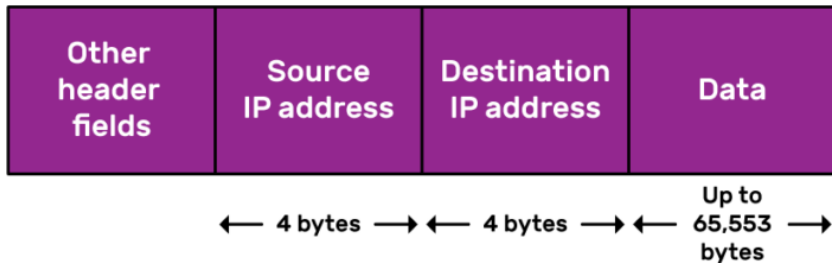 Other
header
fields
Source
IP address
Destination
IP address
Data
4 bytes
4 bytes
Up to
65,553
bytes